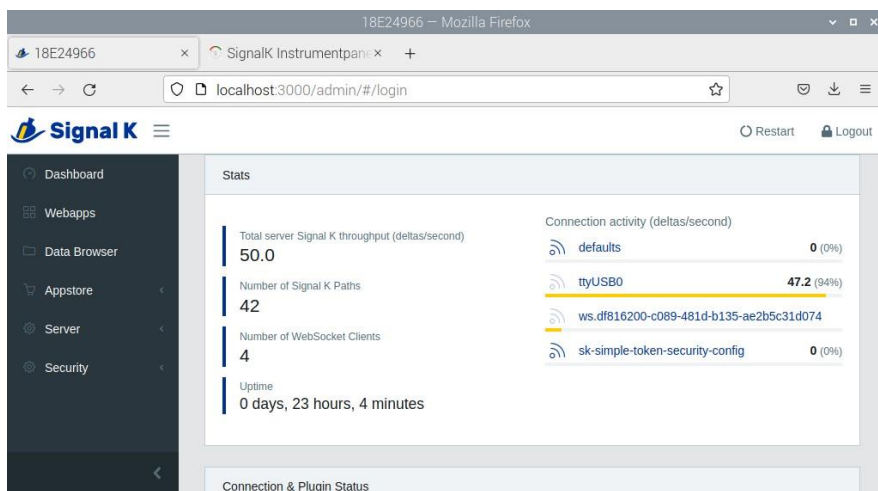 18E24966 — Mozilla Firefox
18E24966
SignalK Instrumentpane
localhost:3000/admin/#/login
Signal K
Restart
Logout
Dashboard
Webapps
Data Browser
Appstore
Server
Security
Stats
Total server Signal K throughput (deltas/second)
50.0
Number of Signal K Paths
42
Number of WebSocket Clients
4
Uptime
0 days, 23 hours, 4 minutes
Connection activity (deltas/second)
defaults 0 (0%)
ttyUSB0 47.2 (94%)
ws.df816200-c089-481d-b135-ae2b5c31d074
sk-simple-token-security-config 0 (0%)
Connection & Plugin Status